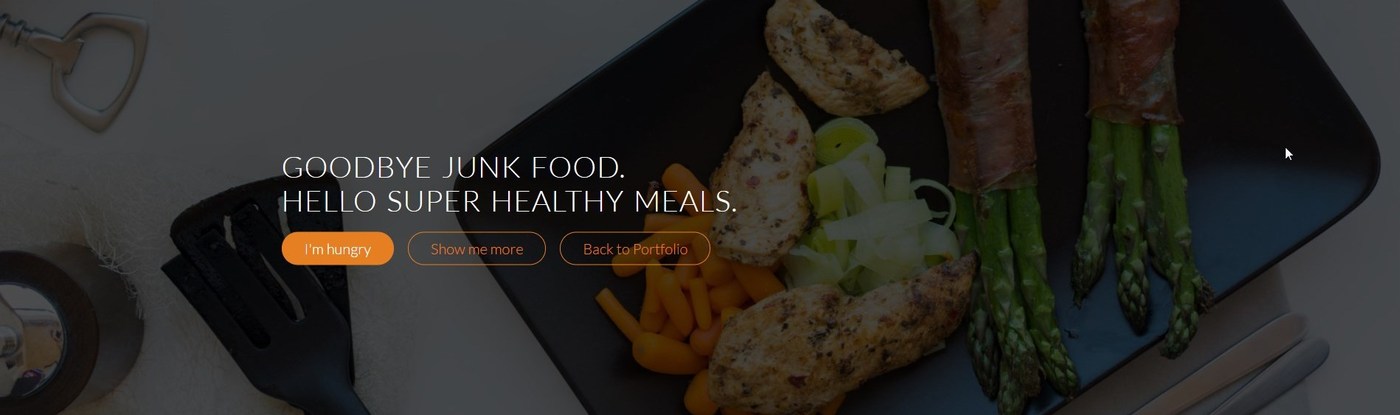 GOODBYE JUNK FOOD.
HELLO SUPER HEALTHY MEALS.
I'm hungry Show me more Back to Portfolio